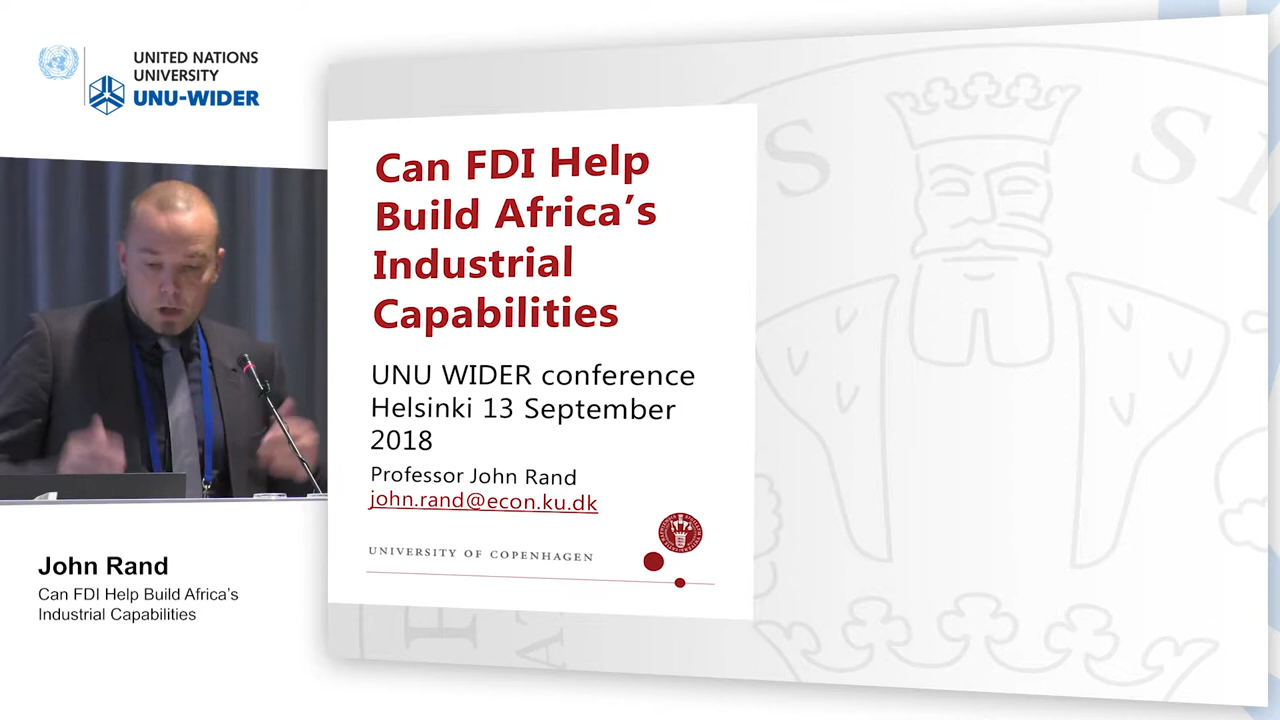 UNITED NATIONS
UNIVERSITY
UNU-WIDER
Can FDI Help
Build Africa’s
Industrial
Capabilities
UNU WIDER conference
Helsinki 13 September
2018
Professor John Rand
john.rand@econ.ku.dk
UNIVERSITY OF COPENHAGEN
John Rand
Can FDI Help Build Africa’s
Industrial Capabilities